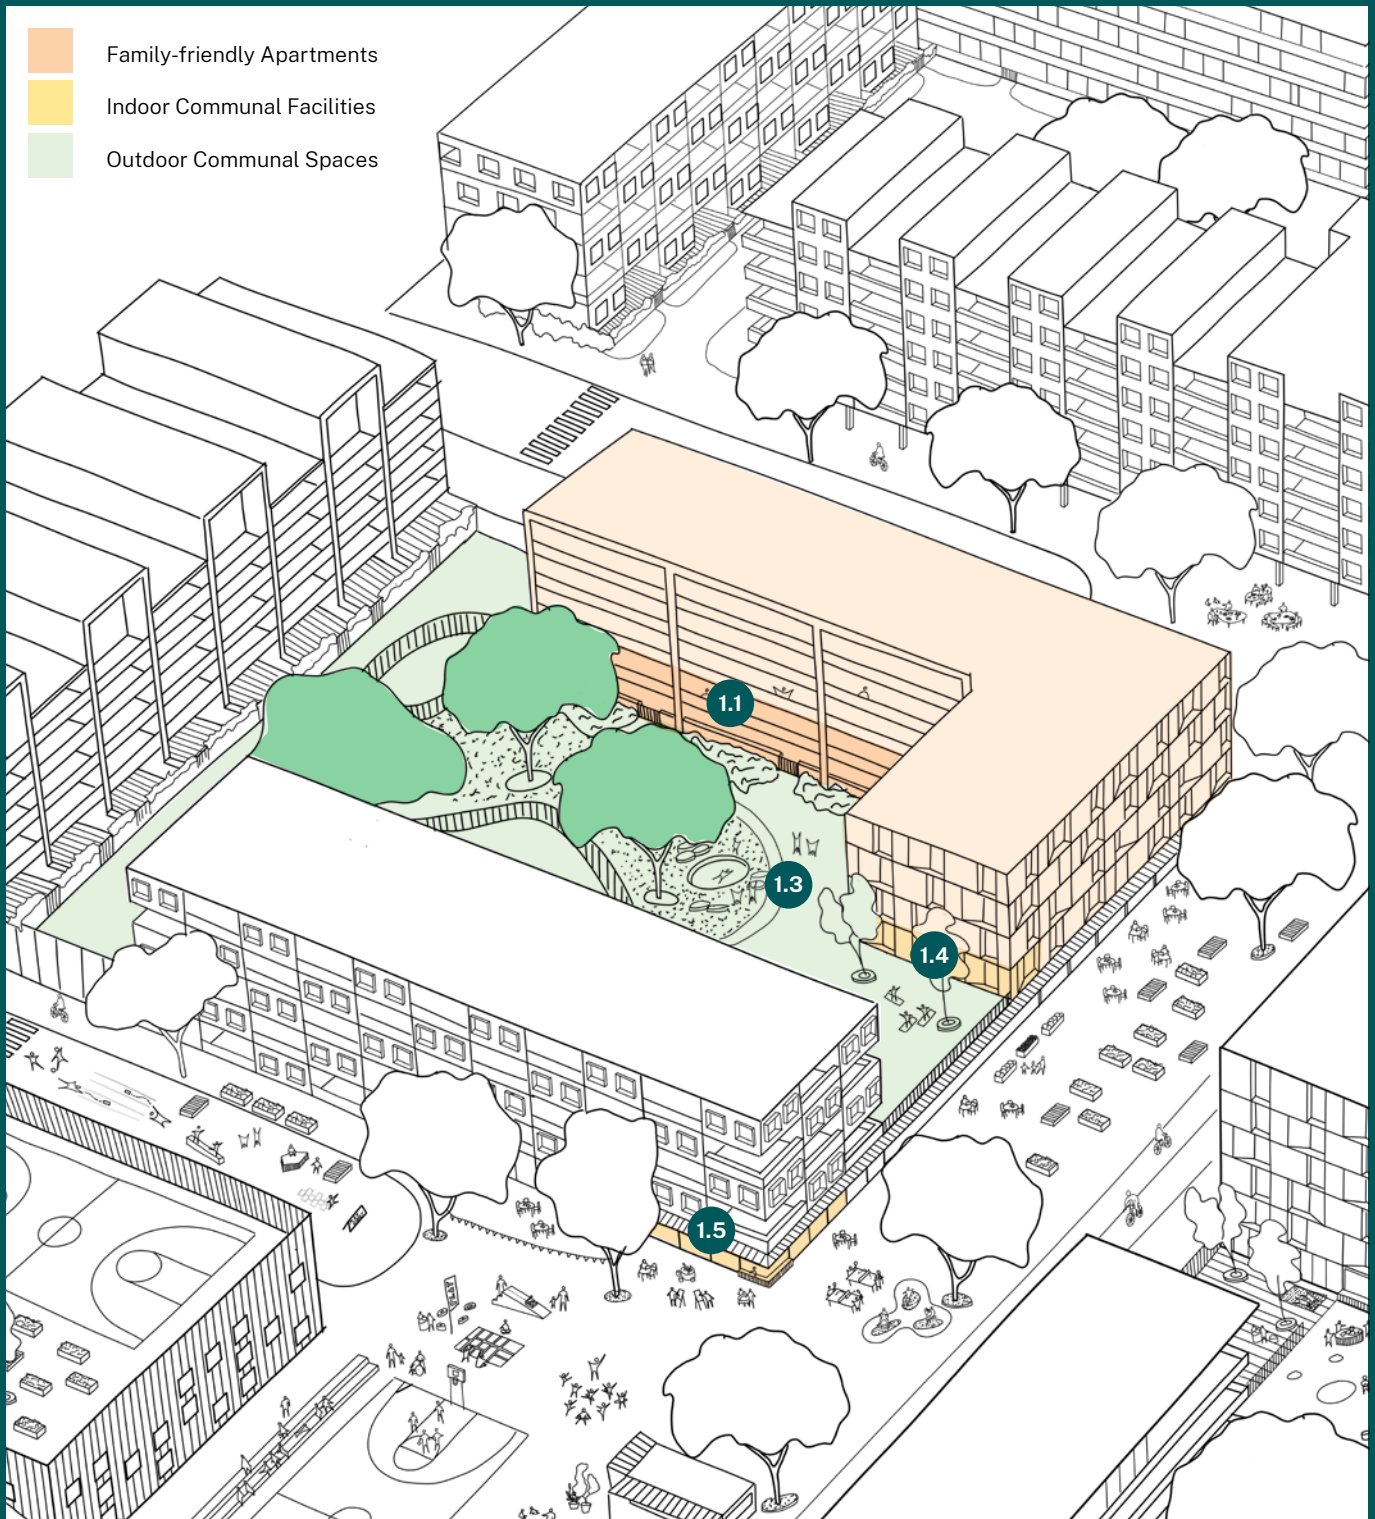 Family-friendly Apartments
Indoor Communal Facilities
Outdoor Communal Spaces
1.1
1.3
1.4
1.5